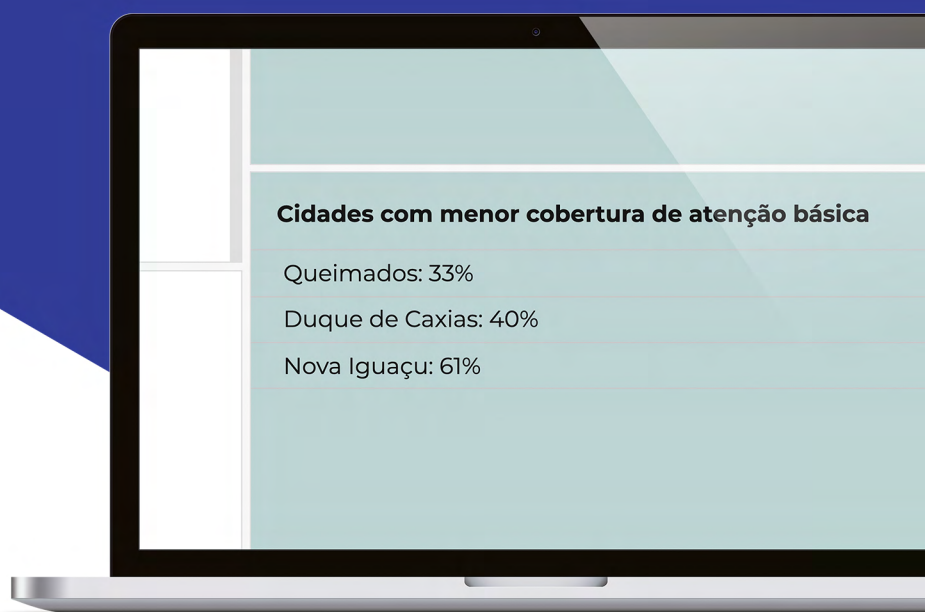 Cidades com menor cobertura de atenção básica
Queimados: 33%
Duque de Caxias: 40%
Nova Iguaçu: 61%